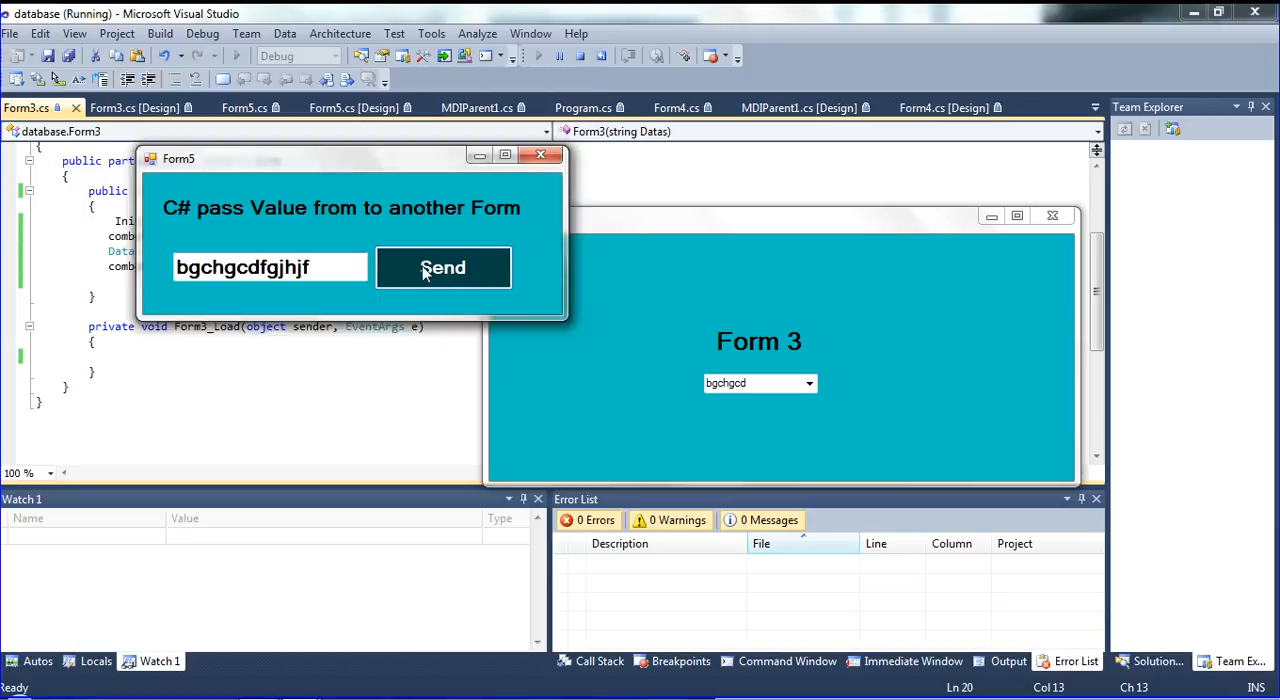 database (Running) - Microsoft Visual Studio
File Edit View Project Build Debug Team Data Architecture Test Tools Analyze Window Help
Debug
Form3.cs Form3.cs [Design] Form5.cs Form5.cs [Design] MDIParent1.cs Program.cs Form4.cs MDIParent1.cs [Design] Form4.cs [Design] Team Explorer
database.Form3 Form3(string Datas)
{
public part
{
public
{
Ini
comb
Data
comb
}
private void Form3_Load(object sender, EventArgs e)
{
}
}
}
Form5
C# pass Value from to another Form
bgchgcdfgjhjf Send
Form 3
bgchgcd
100 %
Watch 1 Error List
Name Value Type
0 Errors 0 Warnings 0 Messages
Description File Line Column Project
Autos Locals Watch 1 Call Stack Breakpoints Command Window Immediate Window Output Error List Solution... Team Ex...
Ready Ln 20 Col 13 Ch 13 INS